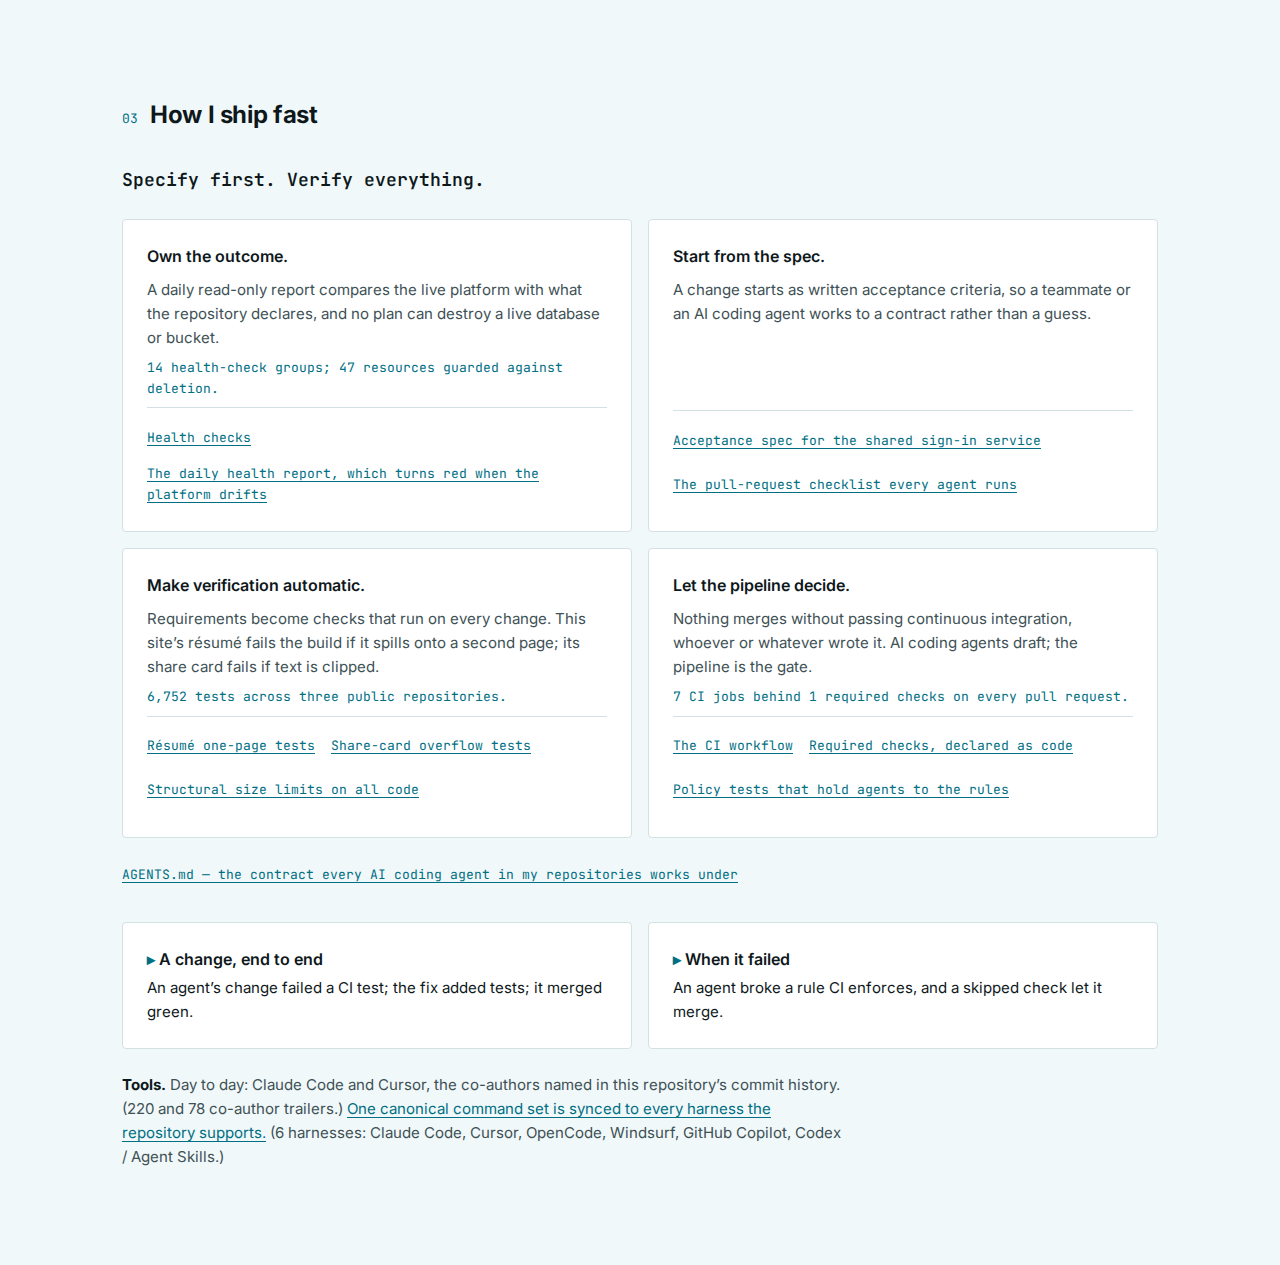 03 How I ship fast
Specify first. Verify everything.
Own the outcome.
A daily read-only report compares the live platform with what
the repository declares, and no plan can destroy a live database
or bucket.
14 health-check groups; 47 resources guarded against
deletion.
Health checks
The daily health report, which turns red when the
platform drifts
Start from the spec.
A change starts as written acceptance criteria, so a teammate or
an AI coding agent works to a contract rather than a guess.
Acceptance spec for the shared sign-in service
The pull-request checklist every agent runs
Make verification automatic.
Requirements become checks that run on every change. This
site’s résumé fails the build if it spills onto a second page; its
share card fails if text is clipped.
6,752 tests across three public repositories.
Résumé one-page tests Share-card overflow tests
Structural size limits on all code
Let the pipeline decide.
Nothing merges without passing continuous integration,
whoever or whatever wrote it. AI coding agents draft; the
pipeline is the gate.
7 CI jobs behind 1 required checks on every pull request.
The CI workflow Required checks, declared as code
Policy tests that hold agents to the rules
AGENTS.md — the contract every AI coding agent in my repositories works under
▸ A change, end to end
An agent’s change failed a CI test; the fix added tests; it merged
green.
▸ When it failed
An agent broke a rule CI enforces, and a skipped check let it
merge.
Tools. Day to day: Claude Code and Cursor, the co-authors named in this repository’s commit history.
(220 and 78 co-author trailers.) One canonical command set is synced to every harness the
repository supports. (6 harnesses: Claude Code, Cursor, OpenCode, Windsurf, GitHub Copilot, Codex
/ Agent Skills.)